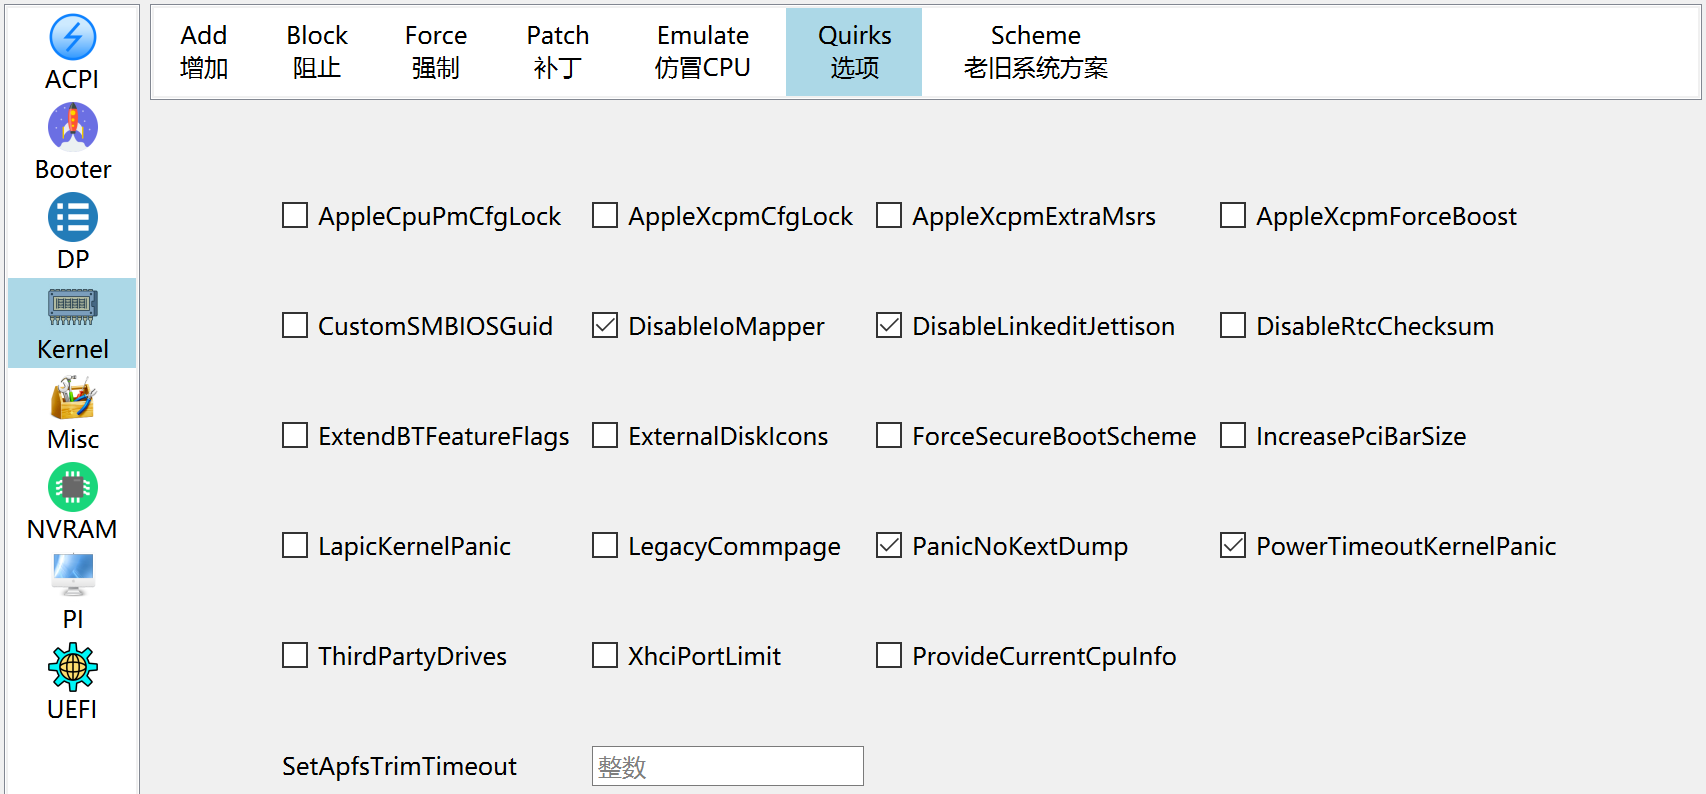 ACPI
Booter
DP
Kernel
Misc
NVRAM
PI
UEFI
Add Block Force Patch Emulate Quirks Scheme
增加 阻止 强制 补丁 仿冒CPU 选项 老旧系统方案
AppleCpuPmCfgLock AppleXcpmCfgLock AppleXcpmExtraMsrs AppleXcpmForceBoost
CustomSMBIOSGuid DisableIoMapper DisableLinkeditJettison DisableRtcChecksum
ExtendBTFeatureFlags ExternalDiskIcons ForceSecureBootScheme IncreasePciBarSize
LapicKernelPanic LegacyCommpage PanicNoKextDump PowerTimeoutKernelPanic
ThirdPartyDrives XhciPortLimit ProvideCurrentCpuInfo
SetApfsTrimTimeout 整数